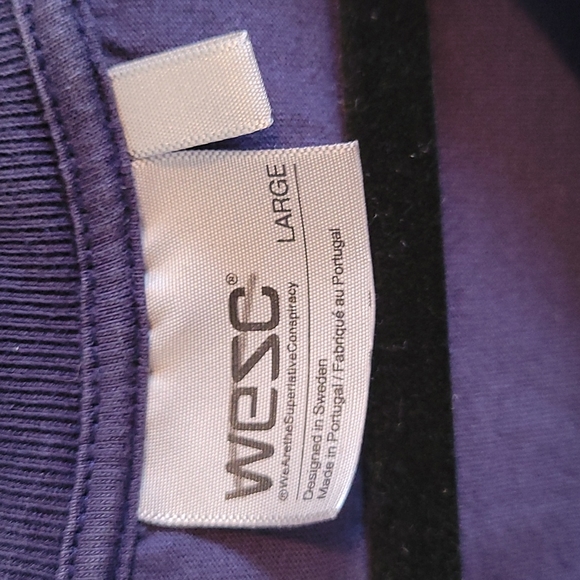 wesc®
LARGE
®WeAretheSuperlativeConspiracy
Designed in Sweden
Made in Portugal / Fabriqué au Portugal